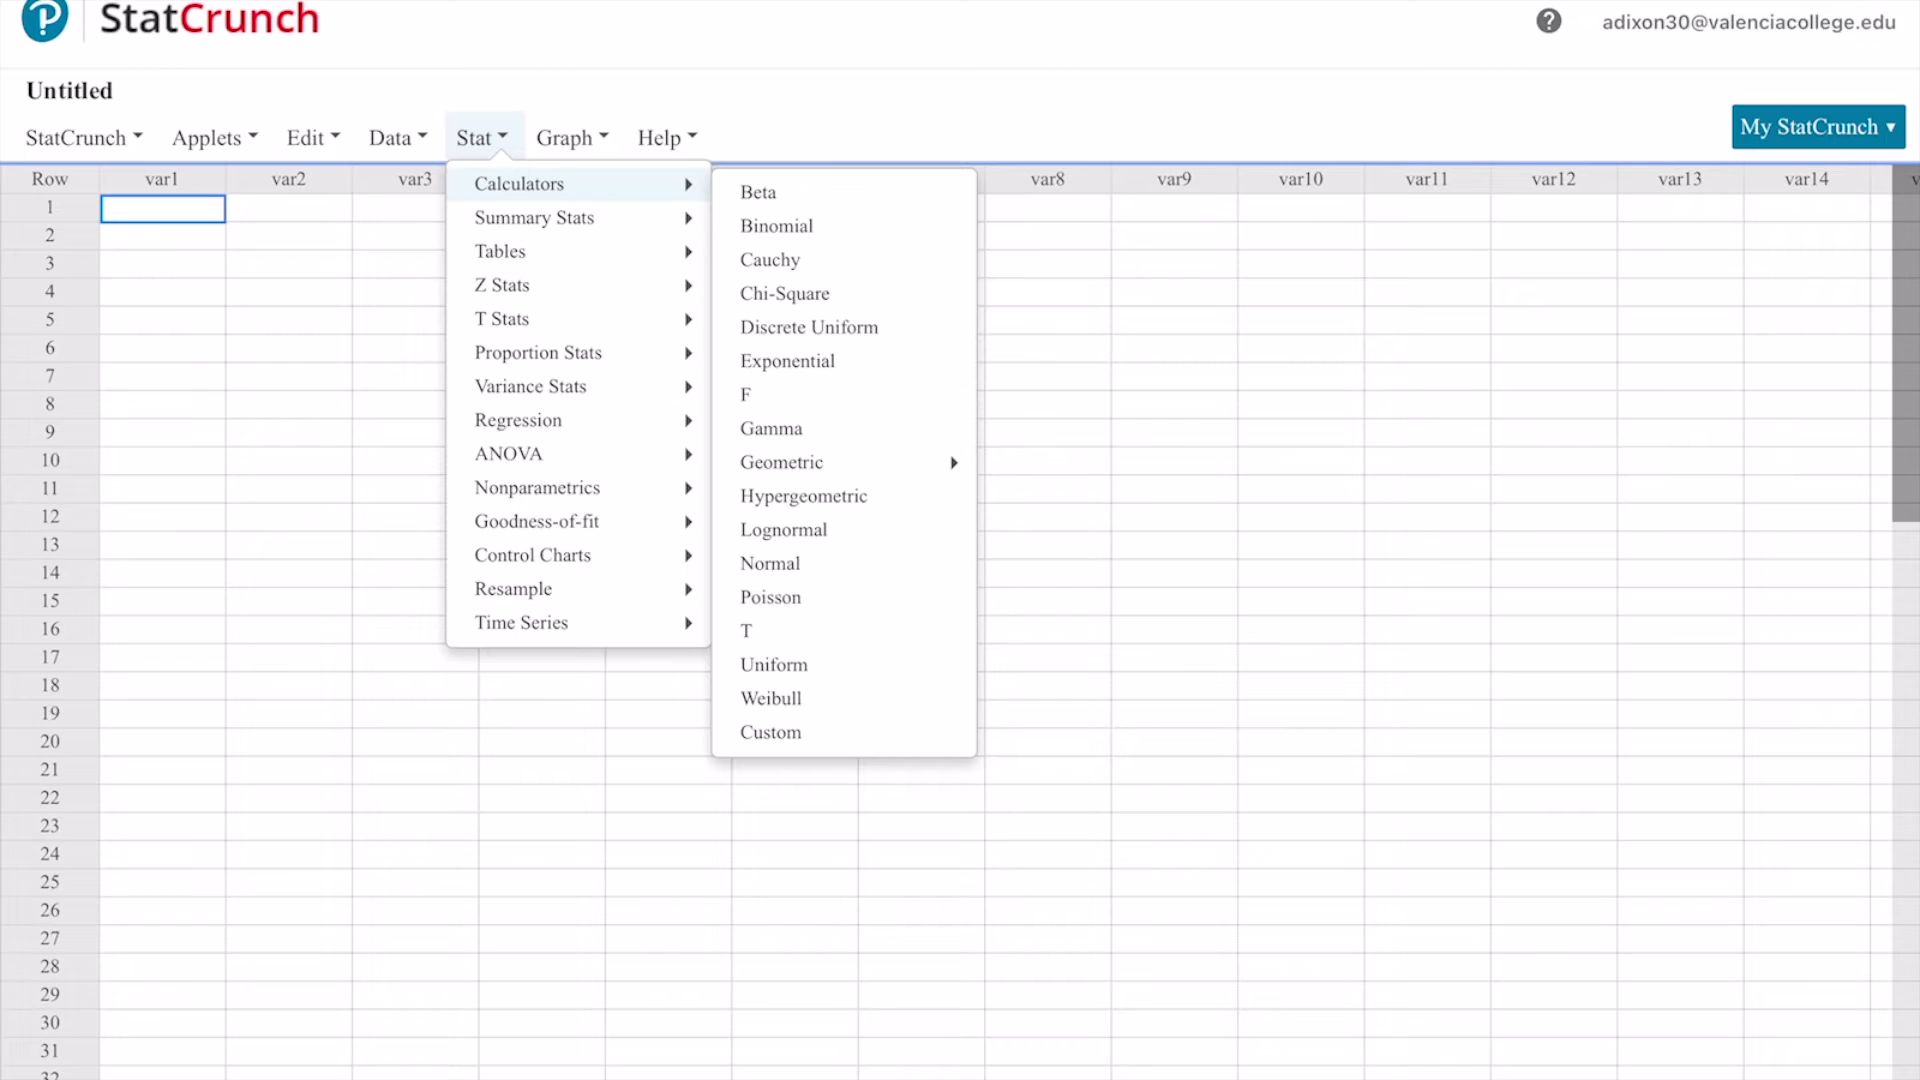 StatCrunch
adixon30@valenciacollege.edu
Untitled
StatCrunch Applets Edit Data Stat Graph Help
My StatCrunch
Row var1 var2 var3 var8 var9 var10 var11 var12 var13 var14
Calculators
Summary Stats
Tables
Z Stats
T Stats
Proportion Stats
Variance Stats
Regression
ANOVA
Nonparametrics
Goodness-of-fit
Control Charts
Resample
Time Series
Beta
Binomial
Cauchy
Chi-Square
Discrete Uniform
Exponential
F
Gamma
Geometric
Hypergeometric
Lognormal
Normal
Poisson
T
Uniform
Weibull
Custom
1
2
3
4
5
6
7
8
9
10
11
12
13
14
15
16
17
18
19
20
21
22
23
24
25
26
27
28
29
30
31
32